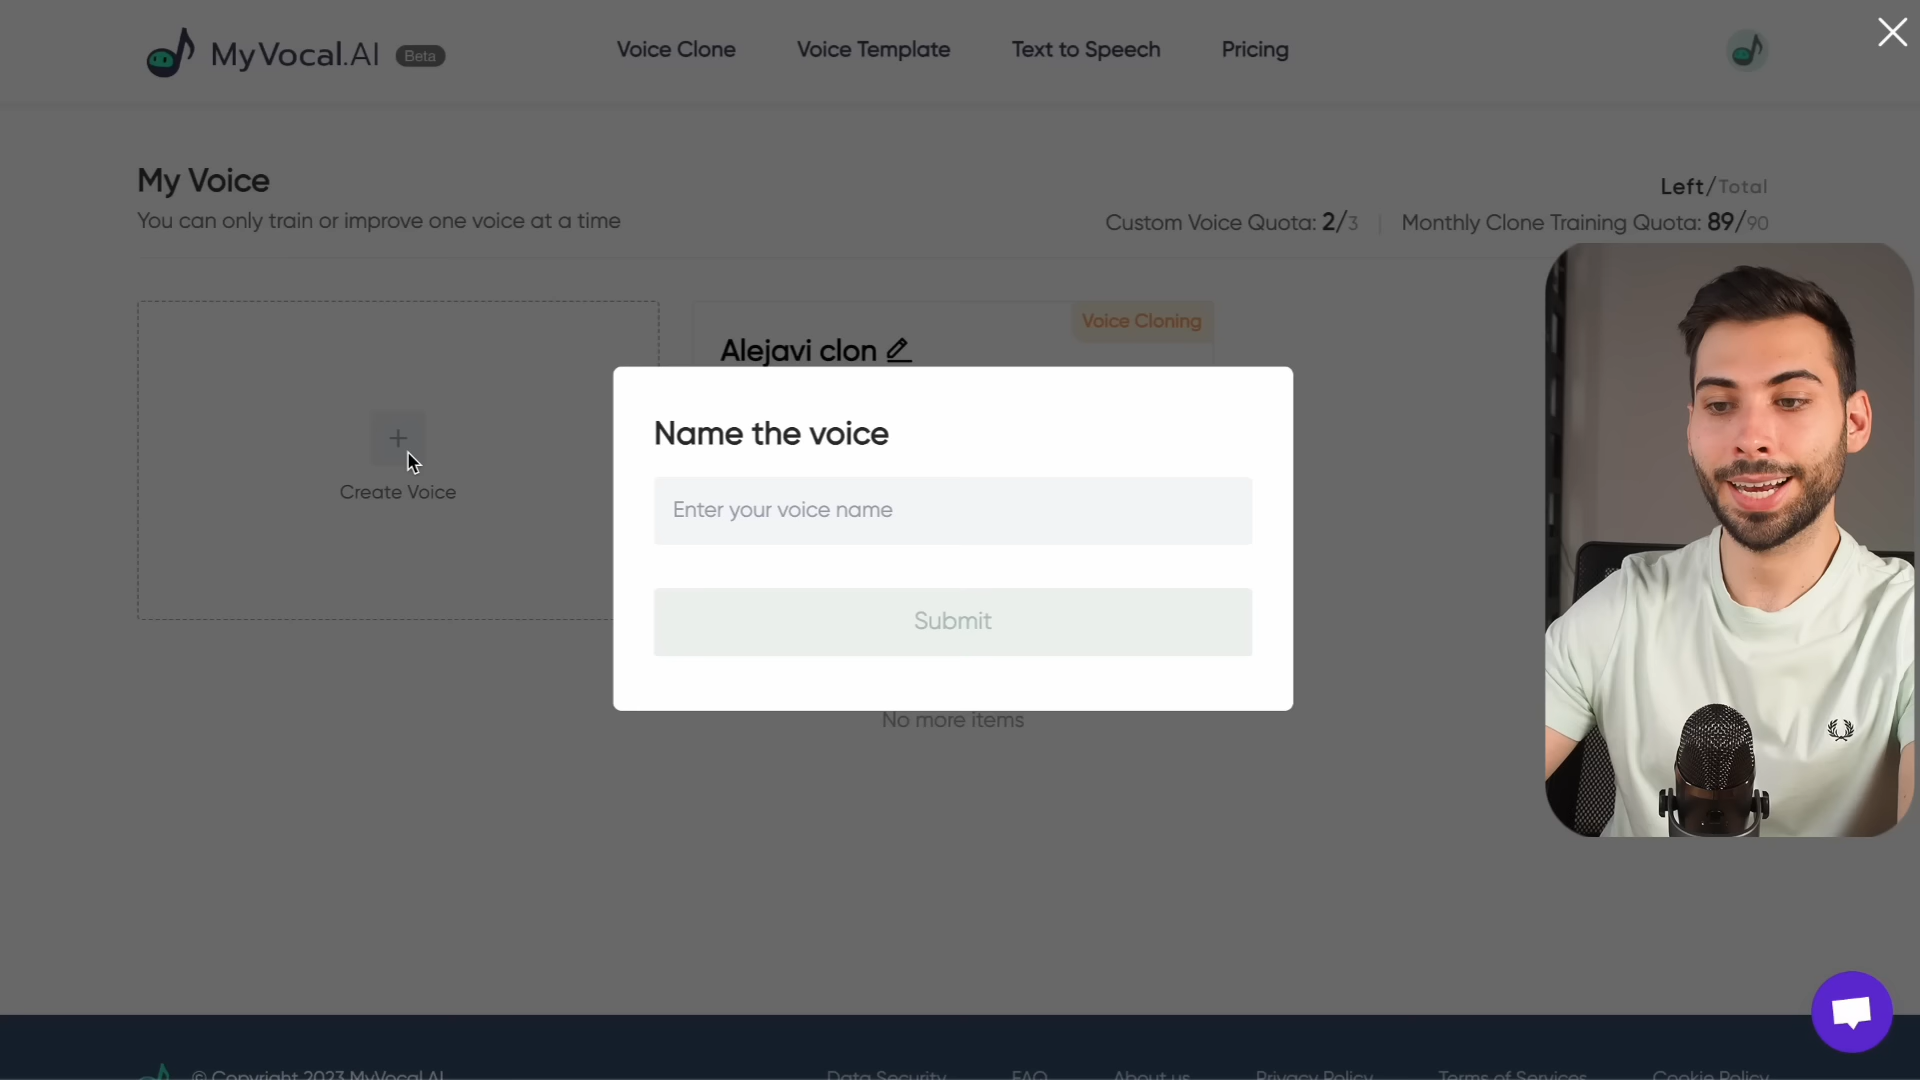 MyVocal.AI Beta
Voice Clone
Voice Template
Text to Speech
Pricing
My Voice
You can only train or improve one voice at a time
Left/Total
Custom Voice Quota: 2/3 | Monthly Clone Training Quota: 89/90
Create Voice
Voice Cloning
Alejavi clon
Name the voice
Enter your voice name
Submit
No more items
© Copyright 2023 MyVocal.AI
Data Security
FAQ
About us
Privacy Policy
Terms of Services
Cookie Policy